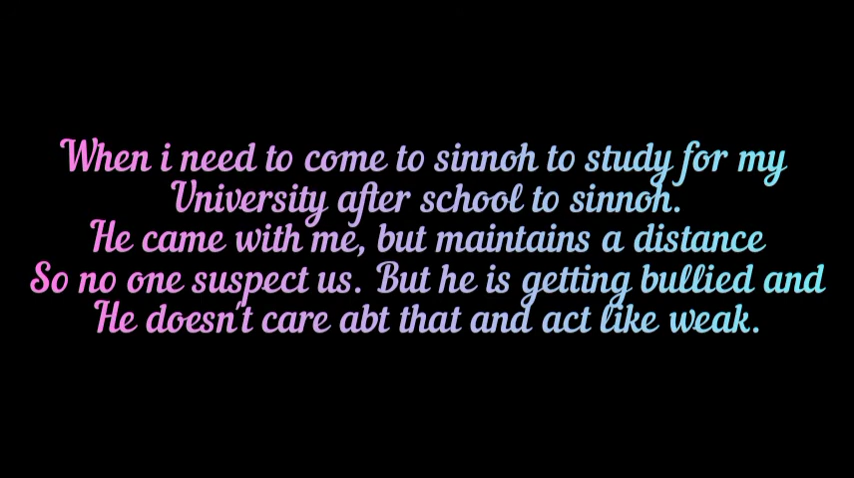 When i need to come to sinnoh to study for my
University after school to sinnoh.
He came with me, but maintains a distance
So no one suspect us. But he is getting bullied and
He doesn't care abt that and act like weak.